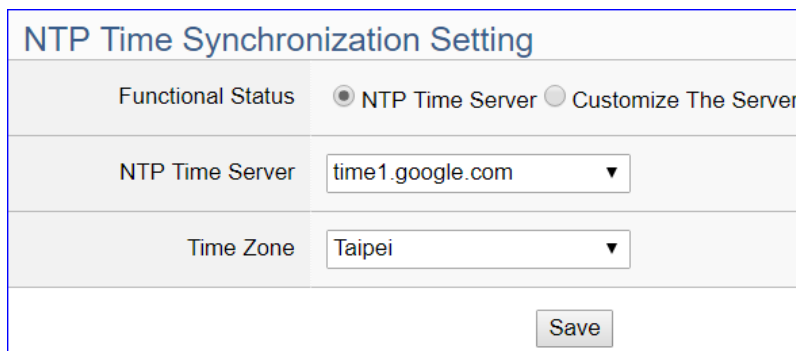 NTP Time Synchronization Setting
Functional Status NTP Time Server Customize The Server
NTP Time Server time1.google.com
Time Zone Taipei
Save